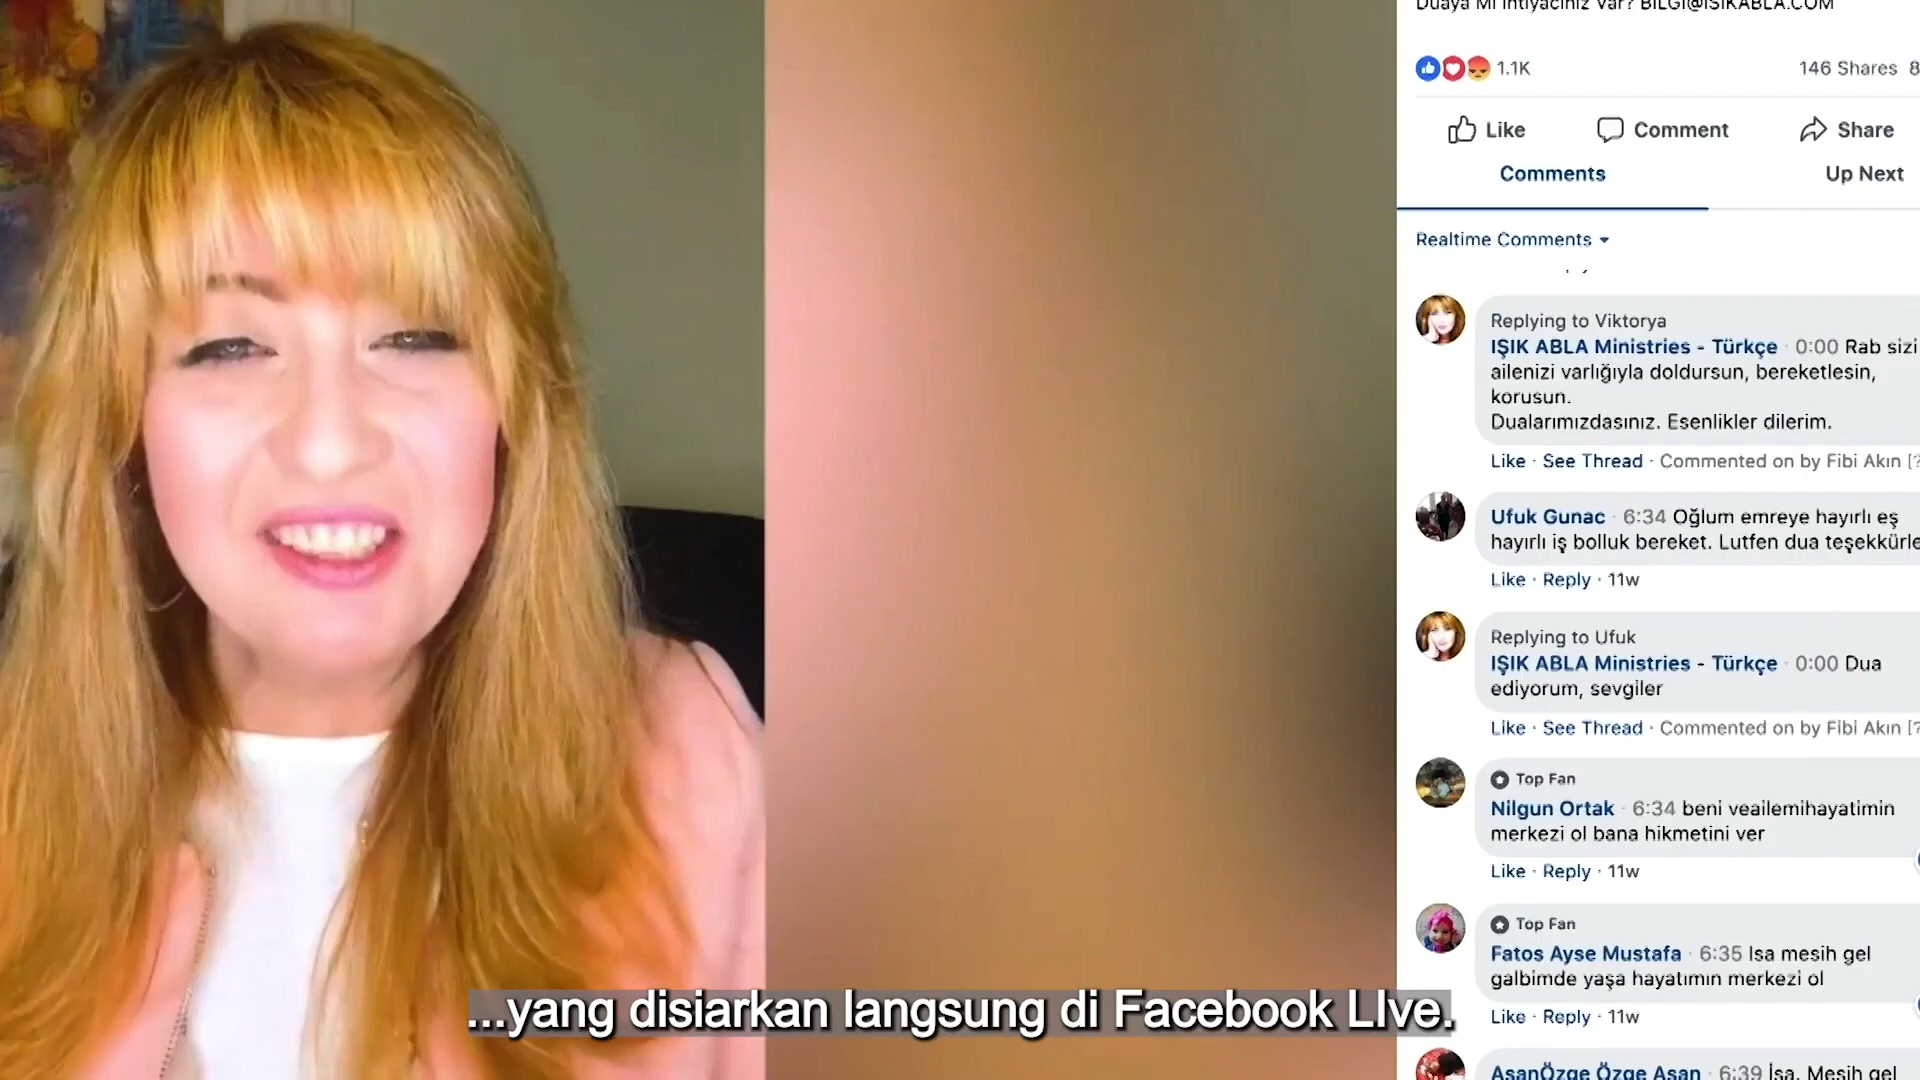 Duaya Mı İhtiyacınız Var? BILGI@ISIKABLA.COM
1.1K
146 Shares 8
Like Comment Share
Comments Up Next
Realtime Comments
Replying to Viktorya
IŞIK ABLA Ministries - Türkçe · 0:00 Rab sizi
ailenizi varlığıyla doldursun, bereketlesin,
korusun.
Dualarımızdasınız. Esenlikler dilerim.
Like · See Thread · Commented on by Fibi Akın [?
Ufuk Gunac · 6:34 Oğlum emreye hayırlı eş
hayırlı iş bolluk bereket. Lutfen dua teşekkürle
Like · Reply · 11w
Replying to Ufuk
IŞIK ABLA Ministries - Türkçe · 0:00 Dua
ediyorum, sevgiler
Like · See Thread · Commented on by Fibi Akın [?
Top Fan
Nilgun Ortak · 6:34 beni veailemihayatimin
merkezi ol bana hikmetini ver
Like · Reply · 11w
Top Fan
Fatos Ayse Mustafa · 6:35 Isa mesih gel
galbimde yaşa hayatımın merkezi ol
Like · Reply · 11w
AsanÖzge Özge Asan · 6:39 İsa, Mesih gel
...yang disiarkan langsung di Facebook LIve.